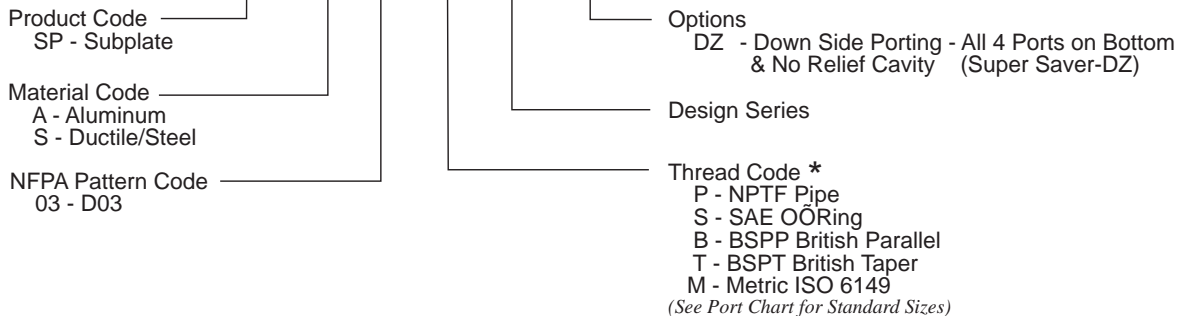 Product Code
SP - Subplate
Material Code
A - Aluminum
S - Ductile/Steel
NFPA Pattern Code
03 - D03
Options
DZ - Down Side Porting - All 4 Ports on Bottom
& No Relief Cavity (Super Saver-DZ)
Design Series
Thread Code *
P - NPTF Pipe
S - SAE OÕRing
B - BSPP British Parallel
T - BSPT British Taper
M - Metric ISO 6149
(See Port Chart for Standard Sizes)